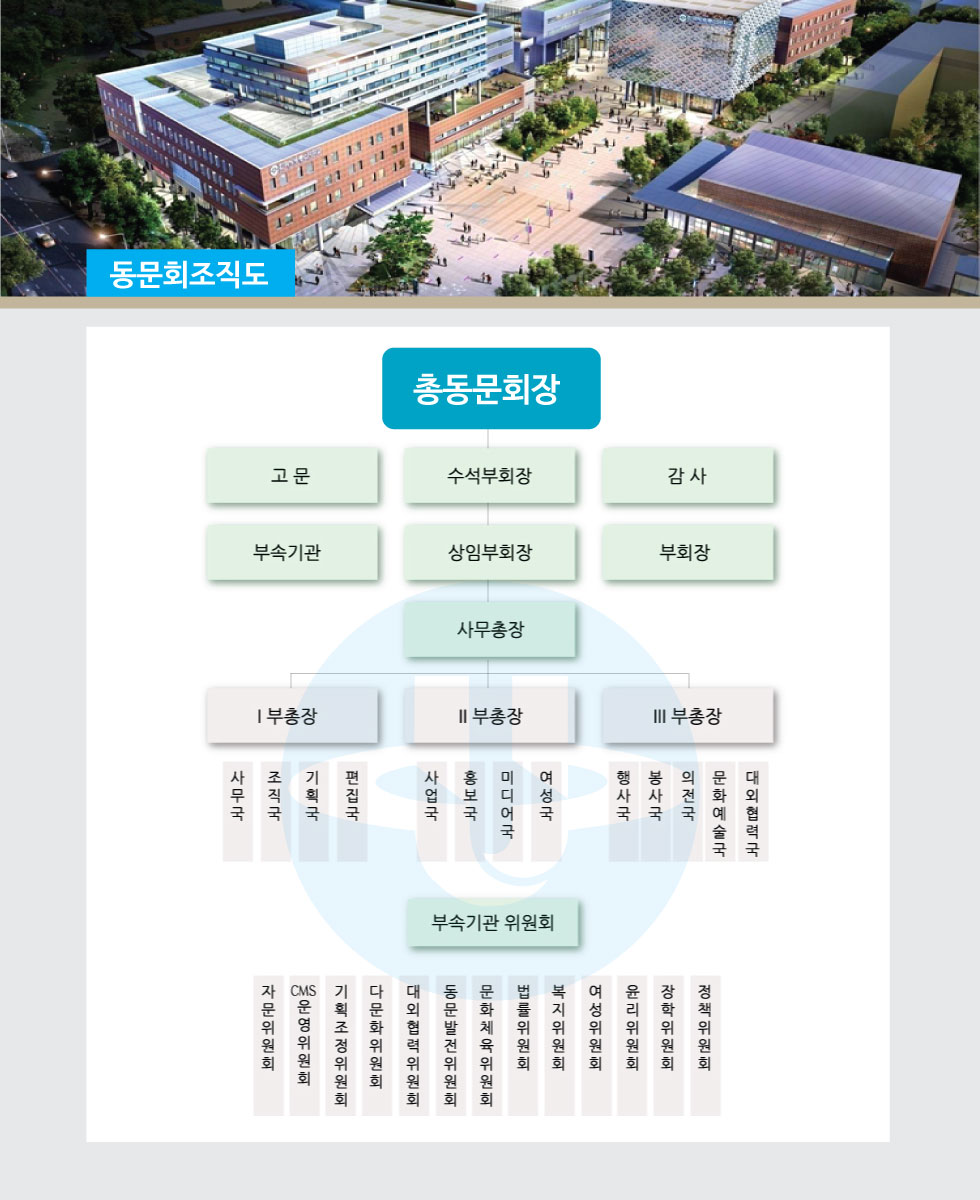 동문회조직도
총동문회장
고 문
수석부회장
감 사
부속기관
상임부회장
부회장
사무총장
I 부총장
II 부총장
III 부총장
사무국
조직국
기획국
편집국
사업국
홍보국
미디어국
여성국
행사국
봉사국
의전국
문화예술국
대외협력국
부속기관 위원회
자문위원회
CMS운영위원회
기획조정위원회
다문화위원회
대외협력위원회
동문발전위원회
문화체육위원회
법률위원회
복지위원회
여성위원회
윤리위원회
장학위원회
정책위원회